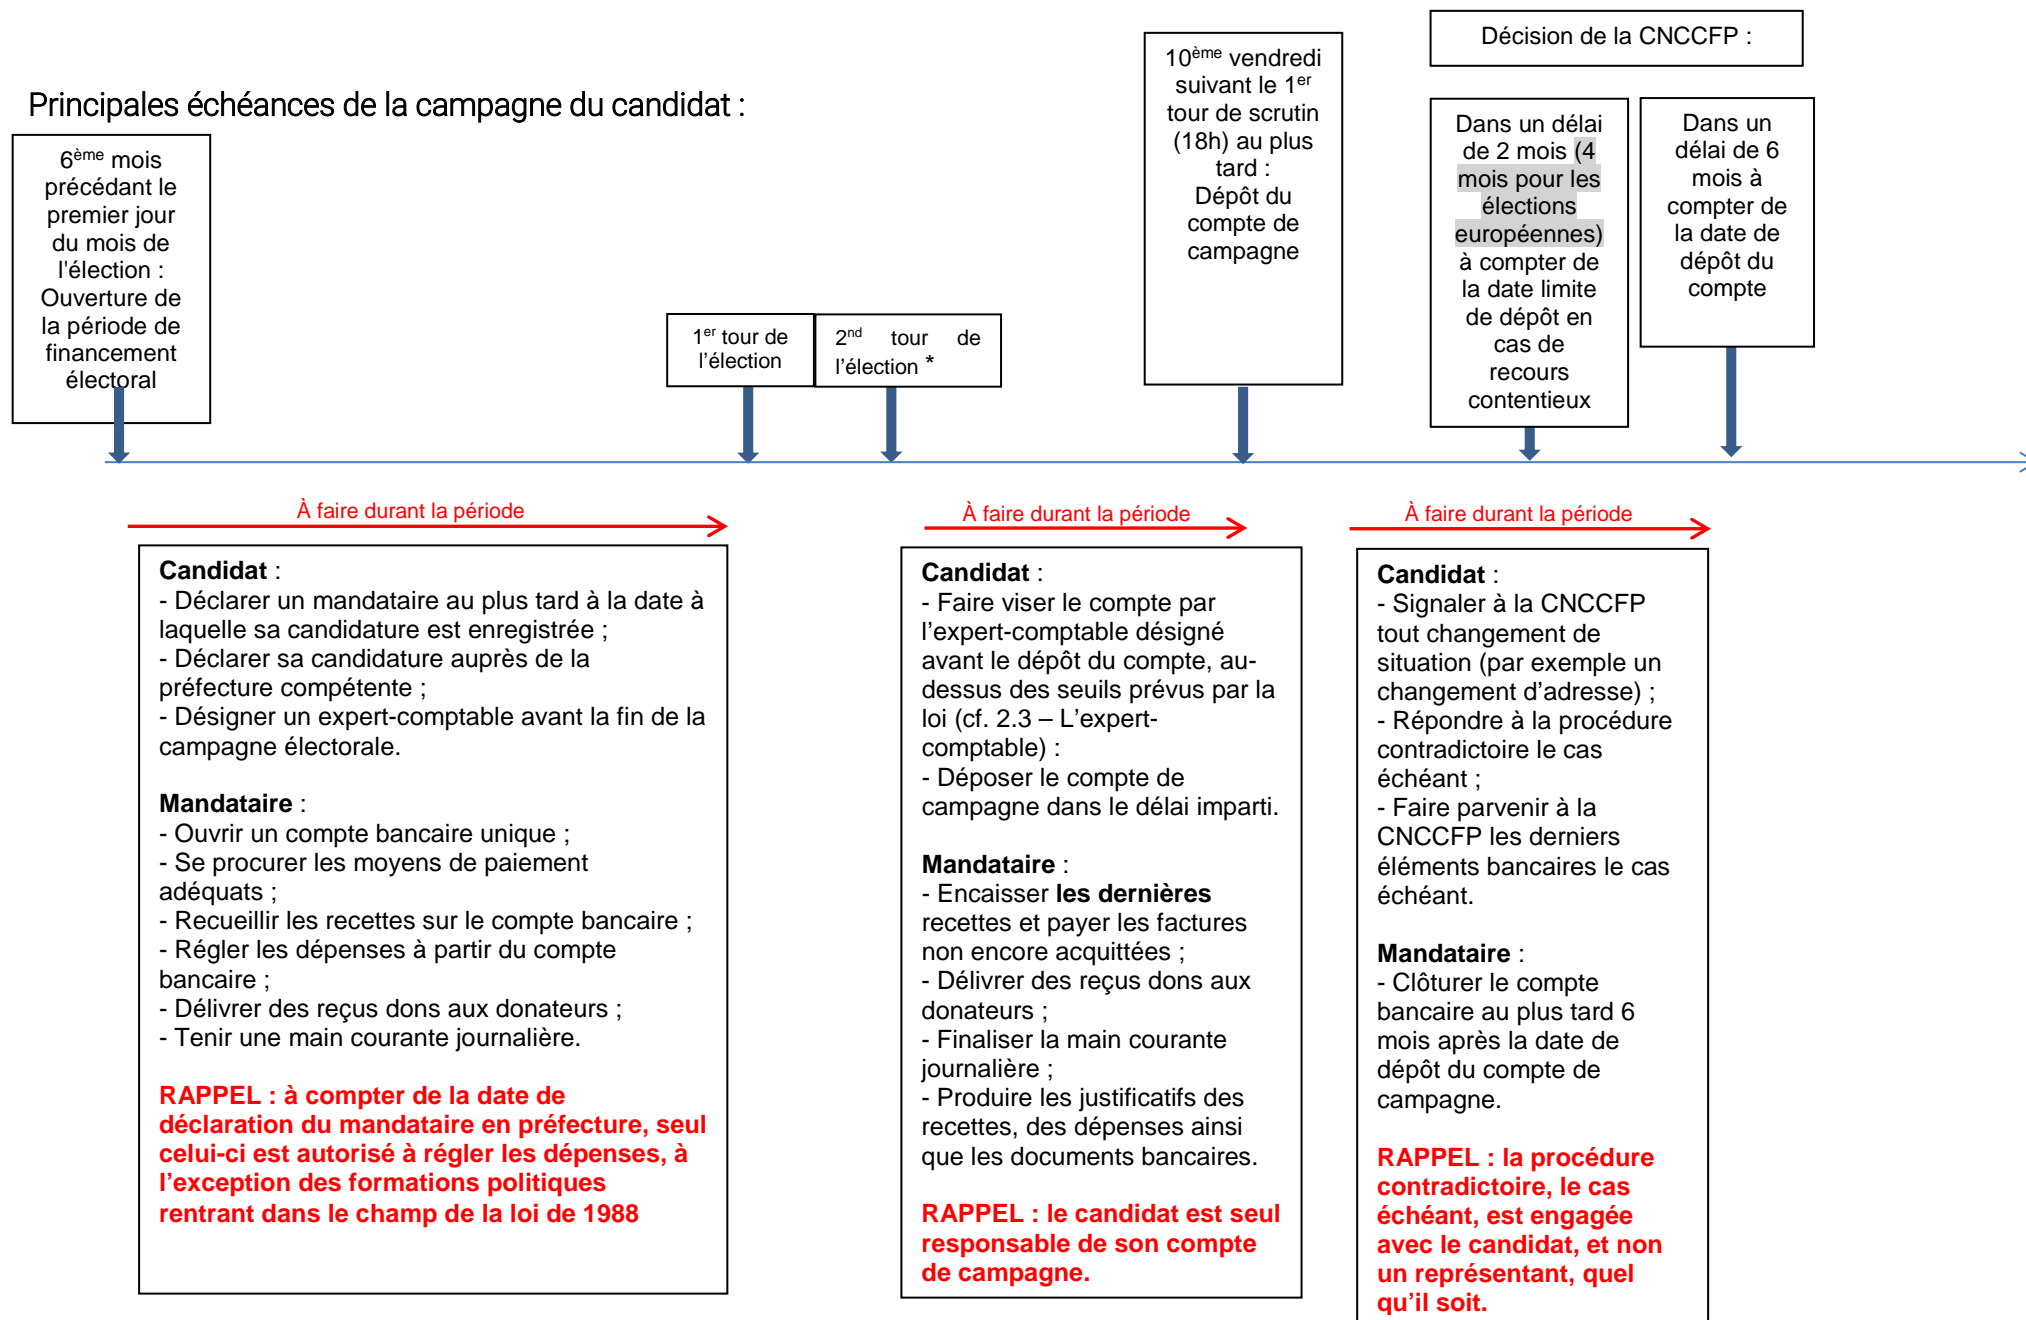 Principales échéances de la campagne du candidat :
6ème mois
précédant le
premier jour
du mois de
l'élection :
Ouverture de
la période de
financement
électoral
1er tour de
l’élection
2nd tour de
l’élection *
10ème vendredi
suivant le 1er
tour de scrutin
(18h) au plus
tard :
Dépôt du
compte de
campagne
Décision de la CNCCFP :
Dans un délai
de 2 mois (4
mois pour les
élections
européennes)
à compter de
la date limite
de dépôt en
cas de
recours
contentieux
Dans un
délai de 6
mois à
compter de
la date de
dépôt du
compte
À faire durant la période
Candidat :
- Déclarer un mandataire au plus tard à la date à
laquelle sa candidature est enregistrée ;
- Déclarer sa candidature auprès de la
préfecture compétente ;
- Désigner un expert-comptable avant la fin de la
campagne électorale.
Mandataire :
- Ouvrir un compte bancaire unique ;
- Se procurer les moyens de paiement
adéquats ;
- Recueillir les recettes sur le compte bancaire ;
- Régler les dépenses à partir du compte
bancaire ;
- Délivrer des reçus dons aux donateurs ;
- Tenir une main courante journalière.
RAPPEL : à compter de la date de
déclaration du mandataire en préfecture, seul
celui-ci est autorisé à régler les dépenses, à
l’exception des formations politiques
rentrant dans le champ de la loi de 1988
À faire durant la période
Candidat :
- Faire viser le compte par
l’expert-comptable désigné
avant le dépôt du compte, au-
dessus des seuils prévus par la
loi (cf. 2.3 – L’expert-
comptable) :
- Déposer le compte de
campagne dans le délai imparti.
Mandataire :
- Encaisser les dernières
recettes et payer les factures
non encore acquittées ;
- Délivrer des reçus dons aux
donateurs ;
- Finaliser la main courante
journalière ;
- Produire les justificatifs des
recettes, des dépenses ainsi
que les documents bancaires.
RAPPEL : le candidat est seul
responsable de son compte
de campagne.
À faire durant la période
Candidat :
- Signaler à la CNCCFP
tout changement de
situation (par exemple un
changement d’adresse) ;
- Répondre à la procédure
contradictoire le cas
échéant ;
- Faire parvenir à la
CNCCFP les derniers
éléments bancaires le cas
échéant.
Mandataire :
- Clôturer le compte
bancaire au plus tard 6
mois après la date de
dépôt du compte de
campagne.
RAPPEL : la procédure
contradictoire, le cas
échéant, est engagée
avec le candidat, et non
un représentant, quel
qu’il soit.